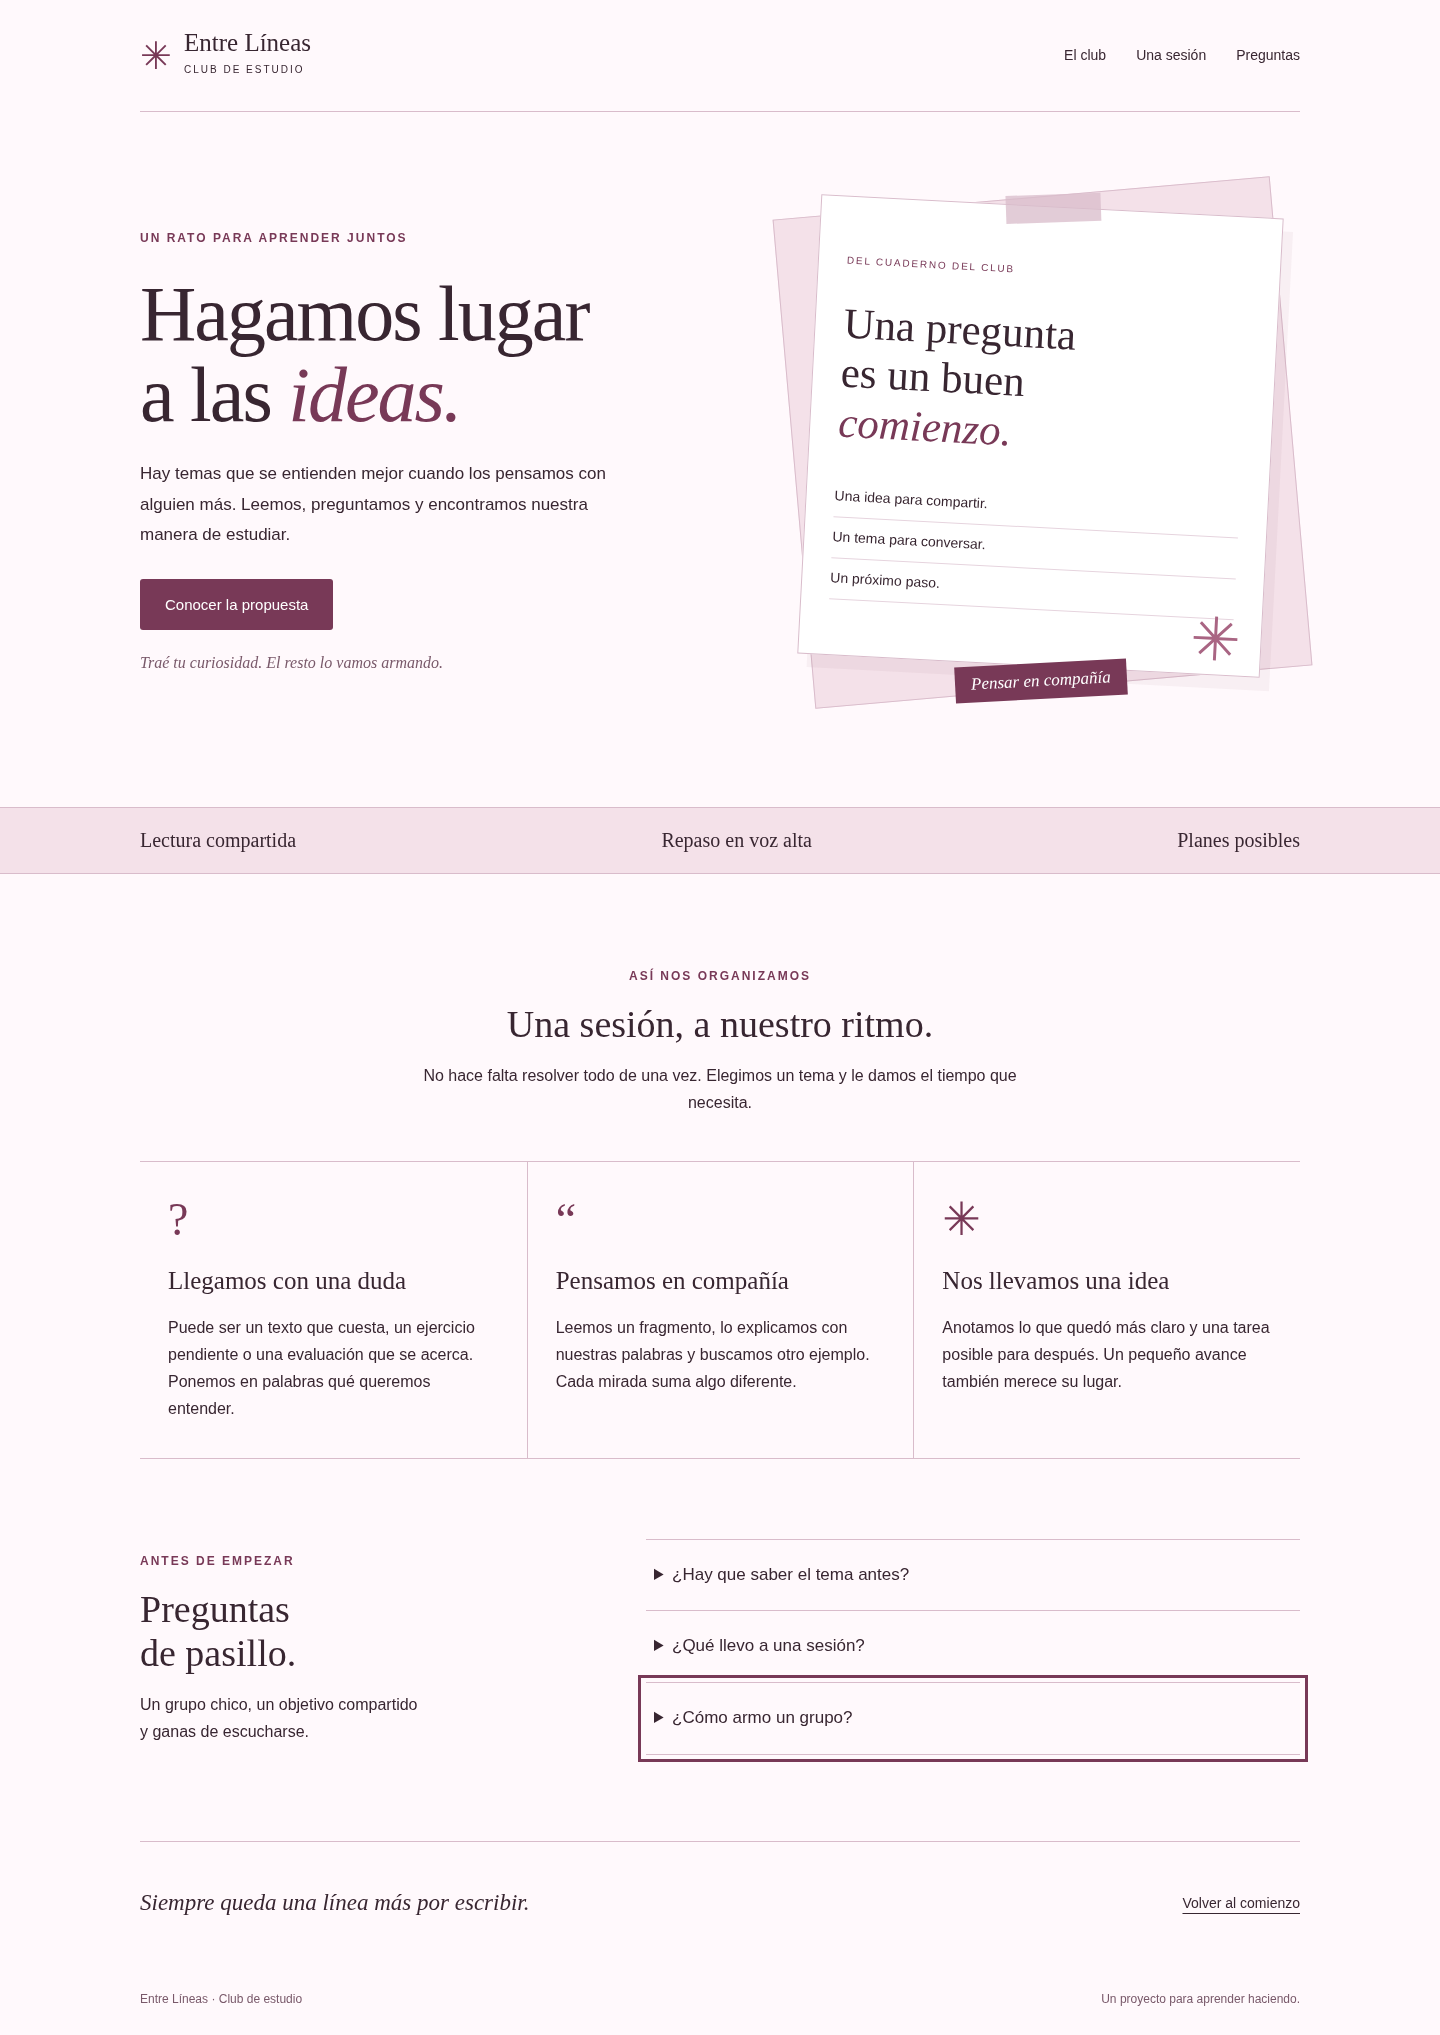 Entre Líneas
CLUB DE ESTUDIO
El club
Una sesión
Preguntas
UN RATO PARA APRENDER JUNTOS
Hagamos lugar
a las ideas.
Hay temas que se entienden mejor cuando los pensamos con
alguien más. Leemos, preguntamos y encontramos nuestra
manera de estudiar.
Conocer la propuesta
Traé tu curiosidad. El resto lo vamos armando.
DEL CUADERNO DEL CLUB
Una pregunta
es un buen
comienzo.
Una idea para compartir.
Un tema para conversar.
Un próximo paso.
Pensar en compañía
Lectura compartida
Repaso en voz alta
Planes posibles
ASÍ NOS ORGANIZAMOS
Una sesión, a nuestro ritmo.
No hace falta resolver todo de una vez. Elegimos un tema y le damos el tiempo que
necesita.
?
Llegamos con una duda
Puede ser un texto que cuesta, un ejercicio
pendiente o una evaluación que se acerca.
Ponemos en palabras qué queremos
entender.
“
Pensamos en compañía
Leemos un fragmento, lo explicamos con
nuestras palabras y buscamos otro ejemplo.
Cada mirada suma algo diferente.
Nos llevamos una idea
Anotamos lo que quedó más claro y una tarea
posible para después. Un pequeño avance
también merece su lugar.
ANTES DE EMPEZAR
Preguntas
de pasillo.
Un grupo chico, un objetivo compartido
y ganas de escucharse.
¿Hay que saber el tema antes?
¿Qué llevo a una sesión?
¿Cómo armo un grupo?
Siempre queda una línea más por escribir.
Volver al comienzo
Entre Líneas · Club de estudio
Un proyecto para aprender haciendo.